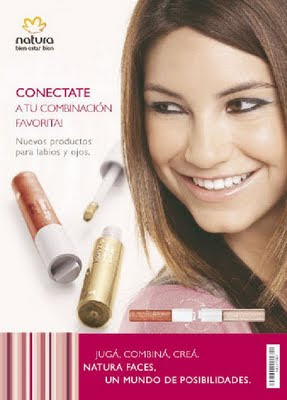 natura
bien estar bien
CONECTATE
A TU COMBINACIÓN
FAVORITA!
Nuevos productos
para labios y ojos.
JUGÁ, COMBINÁ, CREÁ.
NATURA FACES,
UN MUNDO DE POSIBILIDADES.